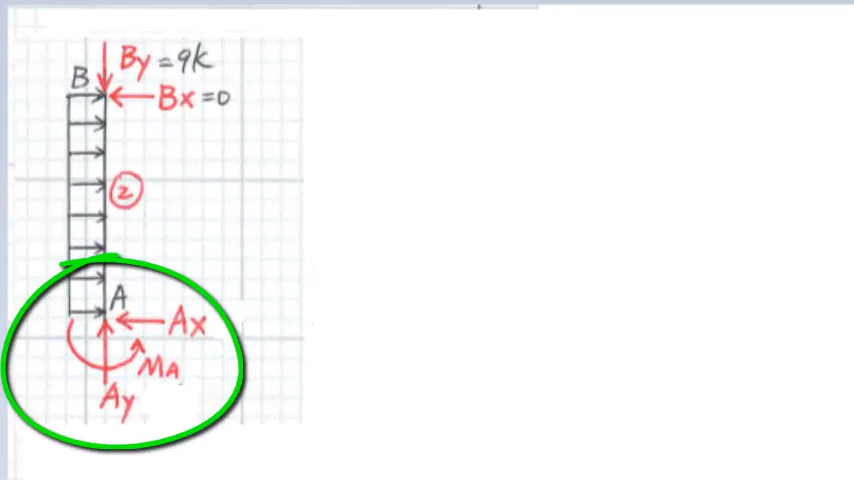 By = 9k
B
Bx = 0
2
A
Ax
MA
Ay